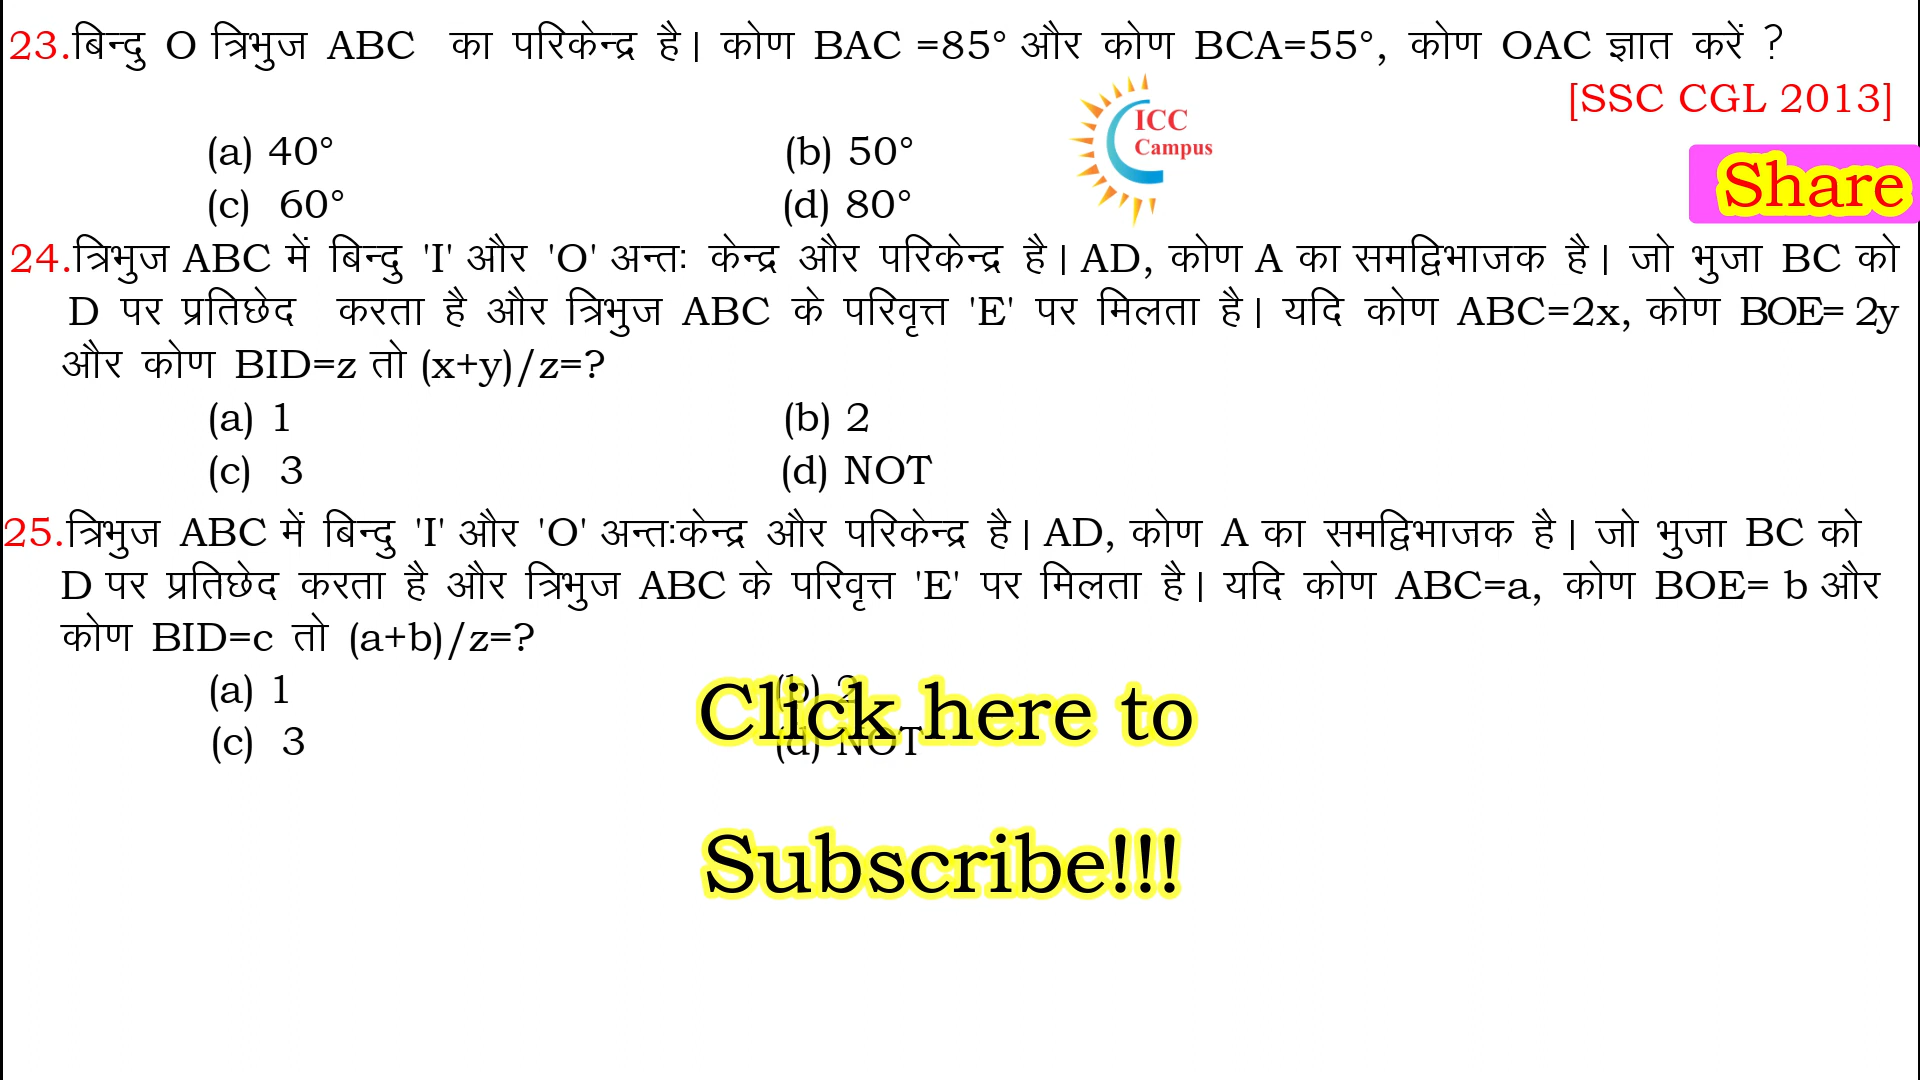 23.बिन्दु O त्रिभुज ABC का परिकेन्द्र है। कोण BAC =85° और कोण BCA=55°, कोण OAC ज्ञात करें ?
[SSC CGL 2013]
ICC
Campus
(a) 40° (b) 50°
Share
(c) 60° (d) 80°
24.त्रिभुज ABC में बिन्दु 'I' और 'O' अन्तः केन्द्र और परिकेन्द्र है। AD, कोण A का समद्विभाजक है। जो भुजा BC को
D पर प्रतिछेद करता है और त्रिभुज ABC के परिवृत्त 'E' पर मिलता है। यदि कोण ABC=2x, कोण BOE= 2y
और कोण BID=z तो (x+y)/z=?
(a) 1 (b) 2
(c) 3 (d) NOT
25.त्रिभुज ABC में बिन्दु 'I' और 'O' अन्तःकेन्द्र और परिकेन्द्र है। AD, कोण A का समद्विभाजक है। जो भुजा BC को
D पर प्रतिछेद करता है और त्रिभुज ABC के परिवृत्त 'E' पर मिलता है। यदि कोण ABC=a, कोण BOE= b और
कोण BID=c तो (a+b)/z=?
(a) 1 (b) 2
(c) 3 (d) NOT
Click here to
Subscribe!!!